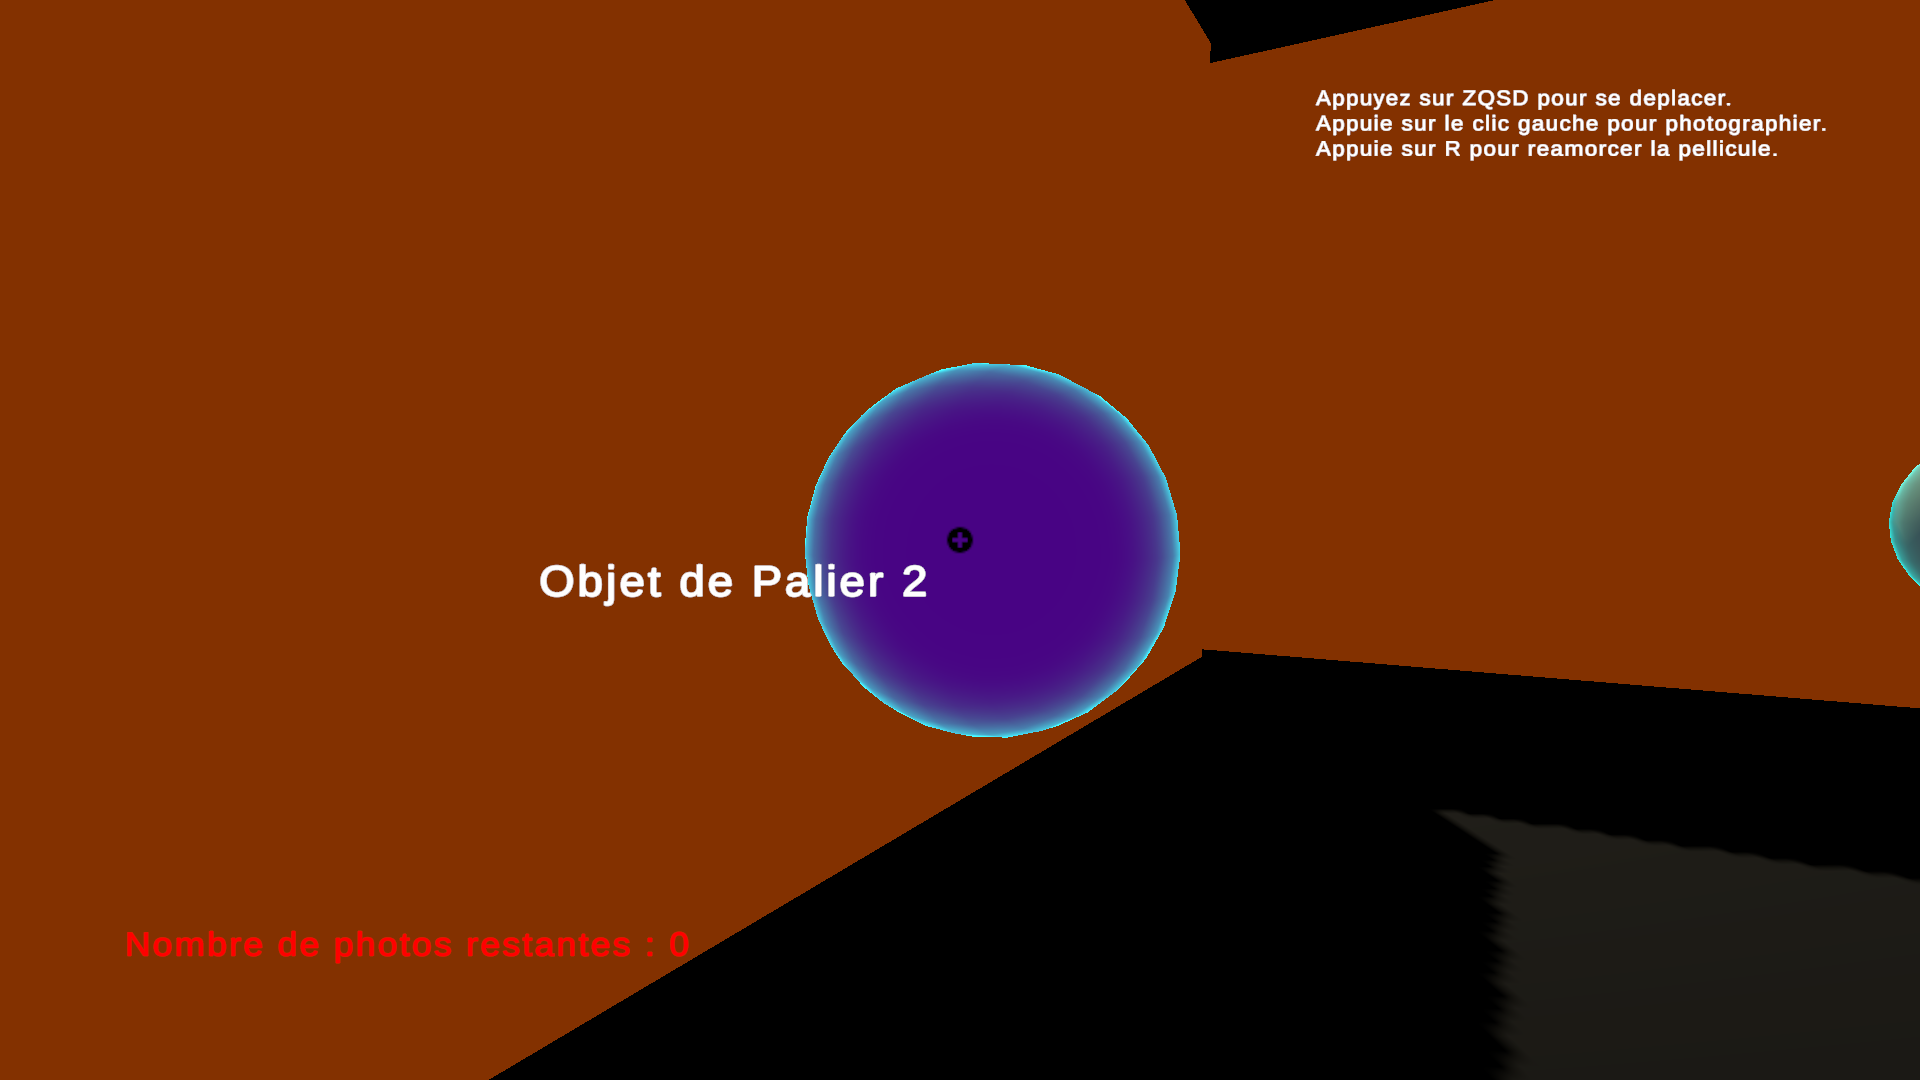 Appuyez sur ZQSD pour se deplacer.
Appuie sur le clic gauche pour photographier.
Appuie sur R pour reamorcer la pellicule.
Objet de Palier 2
Nombre de photos restantes : 0